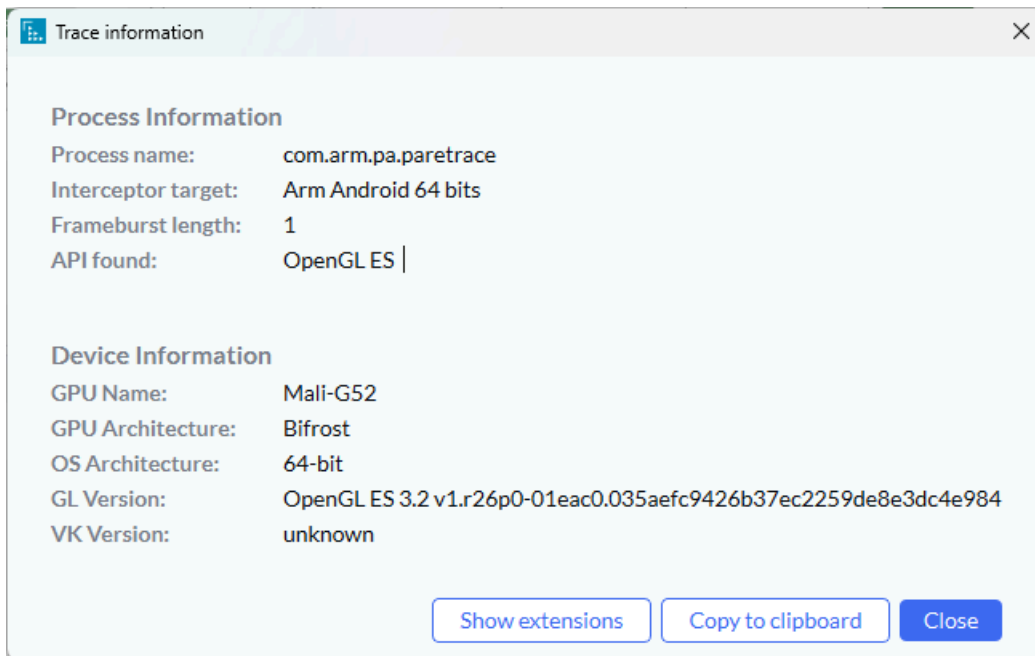 Trace information
Process Information
Process name: com.arm.pa.paretrace
Interceptor target: Arm Android 64 bits
Frameburst length: 1
API found: OpenGL ES
Device Information
GPU Name: Mali-G52
GPU Architecture: Bifrost
OS Architecture: 64-bit
GL Version: OpenGL ES 3.2 v1.r26p0-01eac0.035aefc9426b37ec2259de8e3dc4e984
VK Version: unknown
Show extensions Copy to clipboard Close